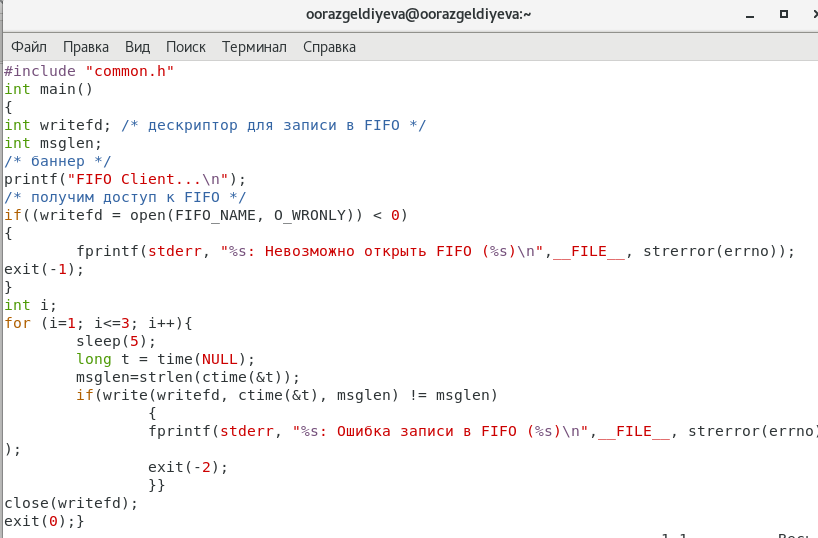 oorazgeldiyeva@oorazgeldiyeva:~
Файл Правка Вид Поиск Терминал Справка
#include "common.h"
int main()
{
int writefd; /* дескриптор для записи в FIFO */
int msglen;
/* баннер */
printf("FIFO Client...\n");
/* получим доступ к FIFO */
if((writefd = open(FIFO_NAME, O_WRONLY)) < 0)
{
        fprintf(stderr, "%s: Невозможно открыть FIFO (%s)\n",__FILE__, strerror(errno));
exit(-1);
}
int i;
for (i=1; i<=3; i++){
        sleep(5);
        long t = time(NULL);
        msglen=strlen(ctime(&t));
        if(write(writefd, ctime(&t), msglen) != msglen)
                {
                fprintf(stderr, "%s: Ошибка записи в FIFO (%s)\n",__FILE__, strerror(errno)
);
                exit(-2);
                }}
close(writefd);
exit(0);}